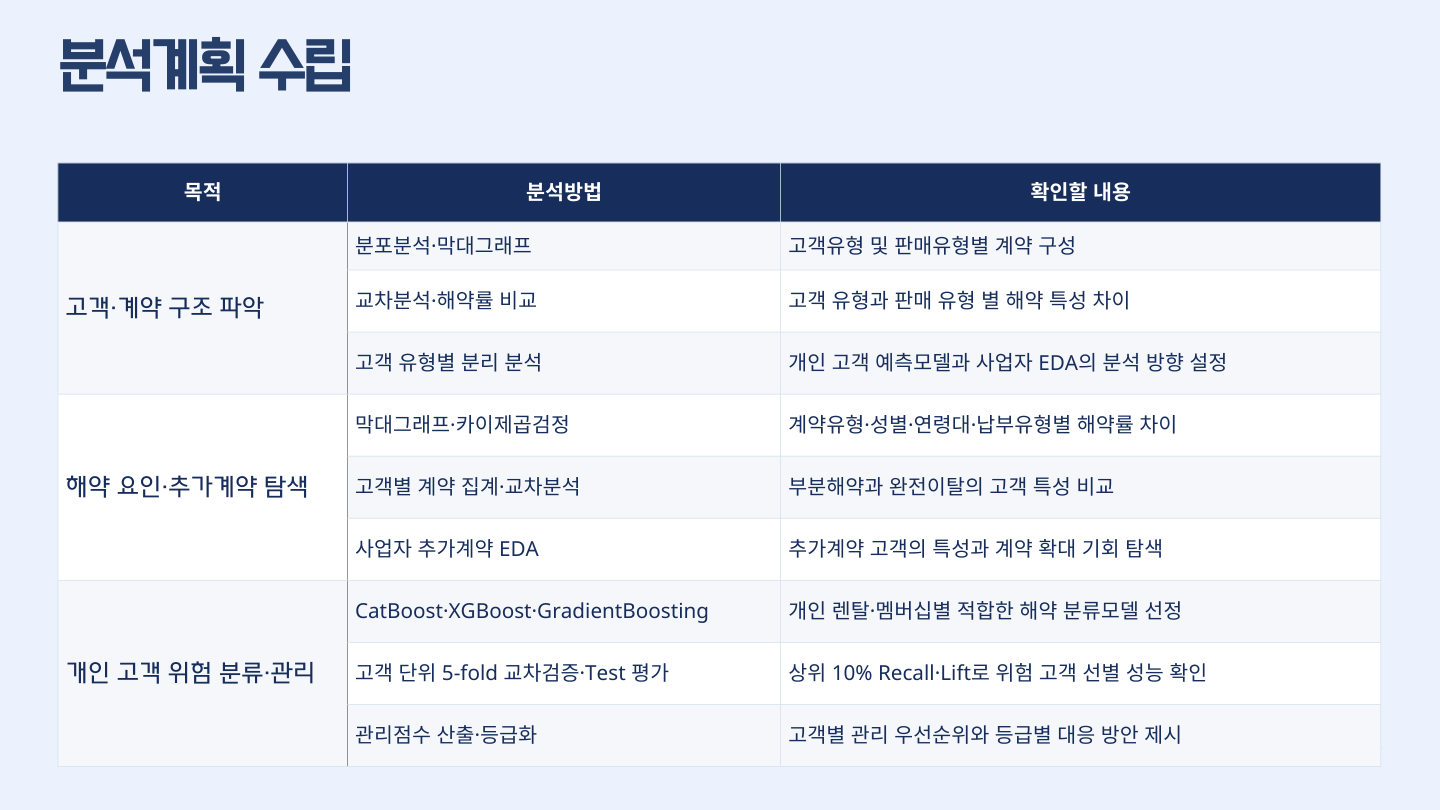 분석계획 수립
목적
분석방법
확인할 내용
고객·계약 구조 파악
분포분석·막대그래프
고객유형 및 판매유형별 계약 구성
교차분석·해약률 비교
고객 유형과 판매 유형 별 해약 특성 차이
고객 유형별 분리 분석
개인 고객 예측모델과 사업자 EDA의 분석 방향 설정
해약 요인·추가계약 탐색
막대그래프·카이제곱검정
계약유형·성별·연령대·납부유형별 해약률 차이
고객별 계약 집계·교차분석
부분해약과 완전이탈의 고객 특성 비교
사업자 추가계약 EDA
추가계약 고객의 특성과 계약 확대 기회 탐색
개인 고객 위험 분류·관리
CatBoost·XGBoost·GradientBoosting
개인 렌탈·멤버십별 적합한 해약 분류모델 선정
고객 단위 5-fold 교차검증·Test 평가
상위 10% Recall·Lift로 위험 고객 선별 성능 확인
관리점수 산출·등급화
고객별 관리 우선순위와 등급별 대응 방안 제시